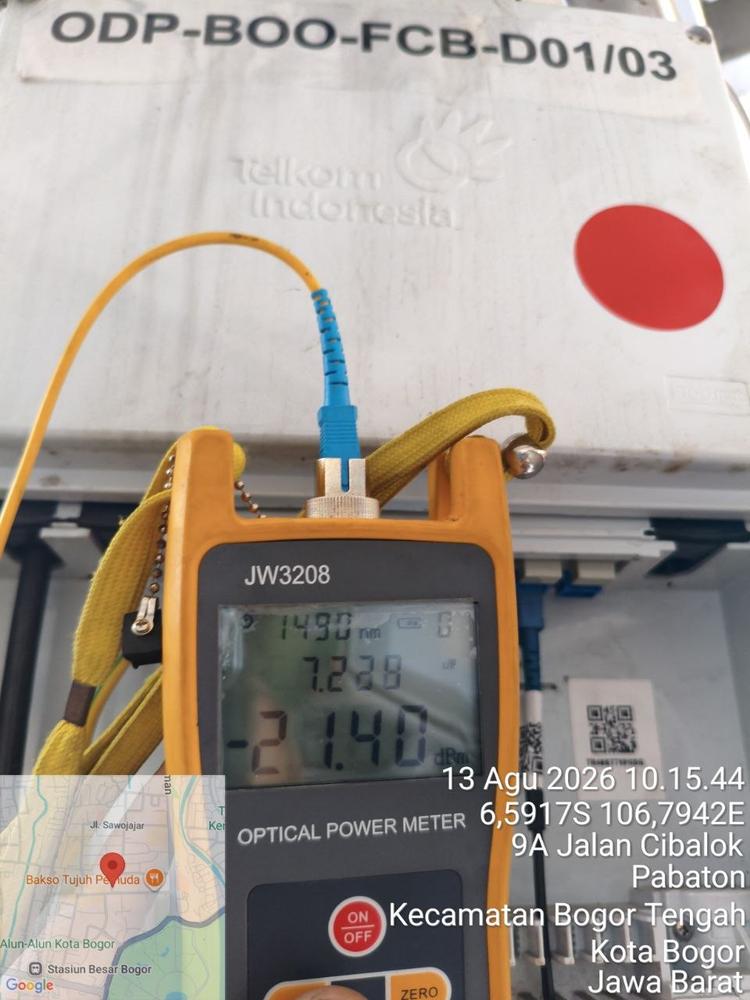 ODP-BOO-FCB-D01/03
Telkom
Indonesia
JW3208
1490 nm
7.238 uW
-21.40 dBm
OPTICAL POWER METER
ON
OFF
ZERO
13 Agu 2026 10.15.44
6,5917S 106,7942E
9A Jalan Cibalok
Pabaton
Kecamatan Bogor Tengah
Kota Bogor
Jawa Barat
Jl. Sawojajar
Bakso Tujuh Pemuda
Alun-Alun Kota Bogor
Stasiun Besar Bogor
Google